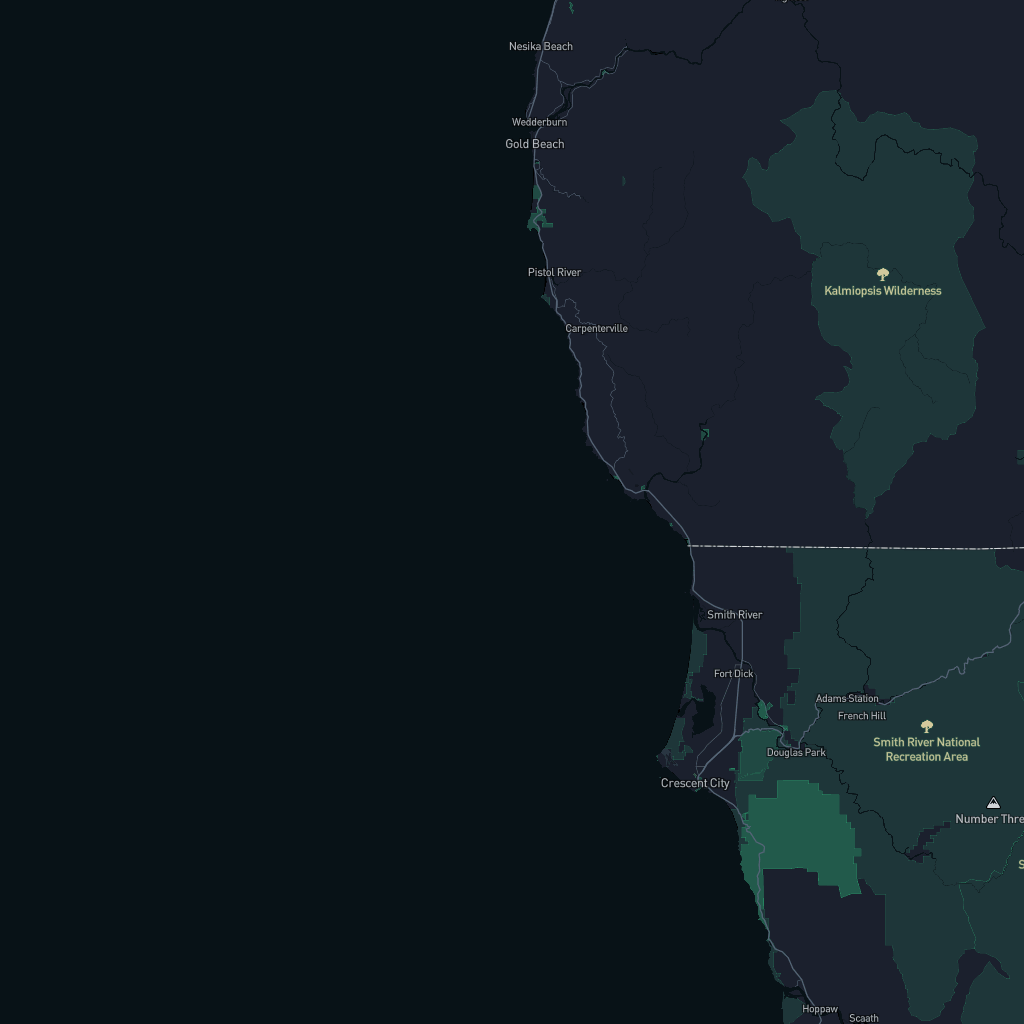 Nesika Beach
Wedderburn
Gold Beach
Pistol River
Kalmiopsis Wilderness
Carpenterville
Smith River
Fort Dick
Adams Station
French Hill
Smith River National
Recreation Area
Douglas Park
Crescent City
Number Thre
S
Hoppaw
Scaath